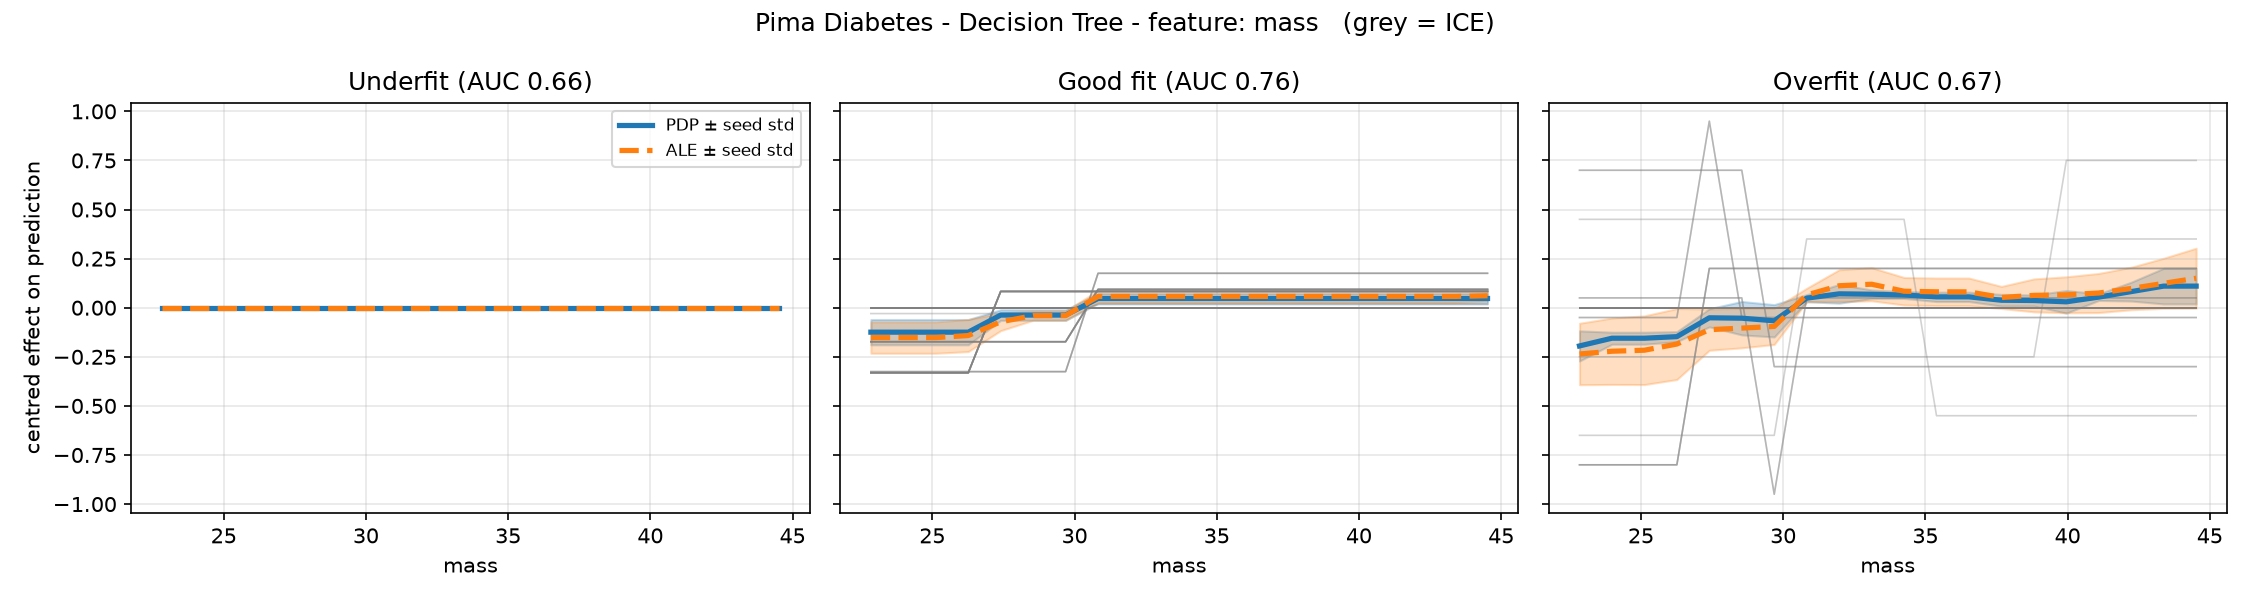 Pima Diabetes - Decision Tree - feature: mass   (grey = ICE)
Underfit (AUC 0.66)
Good fit (AUC 0.76)
Overfit (AUC 0.67)
PDP ± seed std
ALE ± seed std
centred effect on prediction
1.00
0.75
0.50
0.25
0.00
−0.25
−0.50
−0.75
−1.00
25 30 35 40 45
25 30 35 40 45
25 30 35 40 45
mass
mass
mass